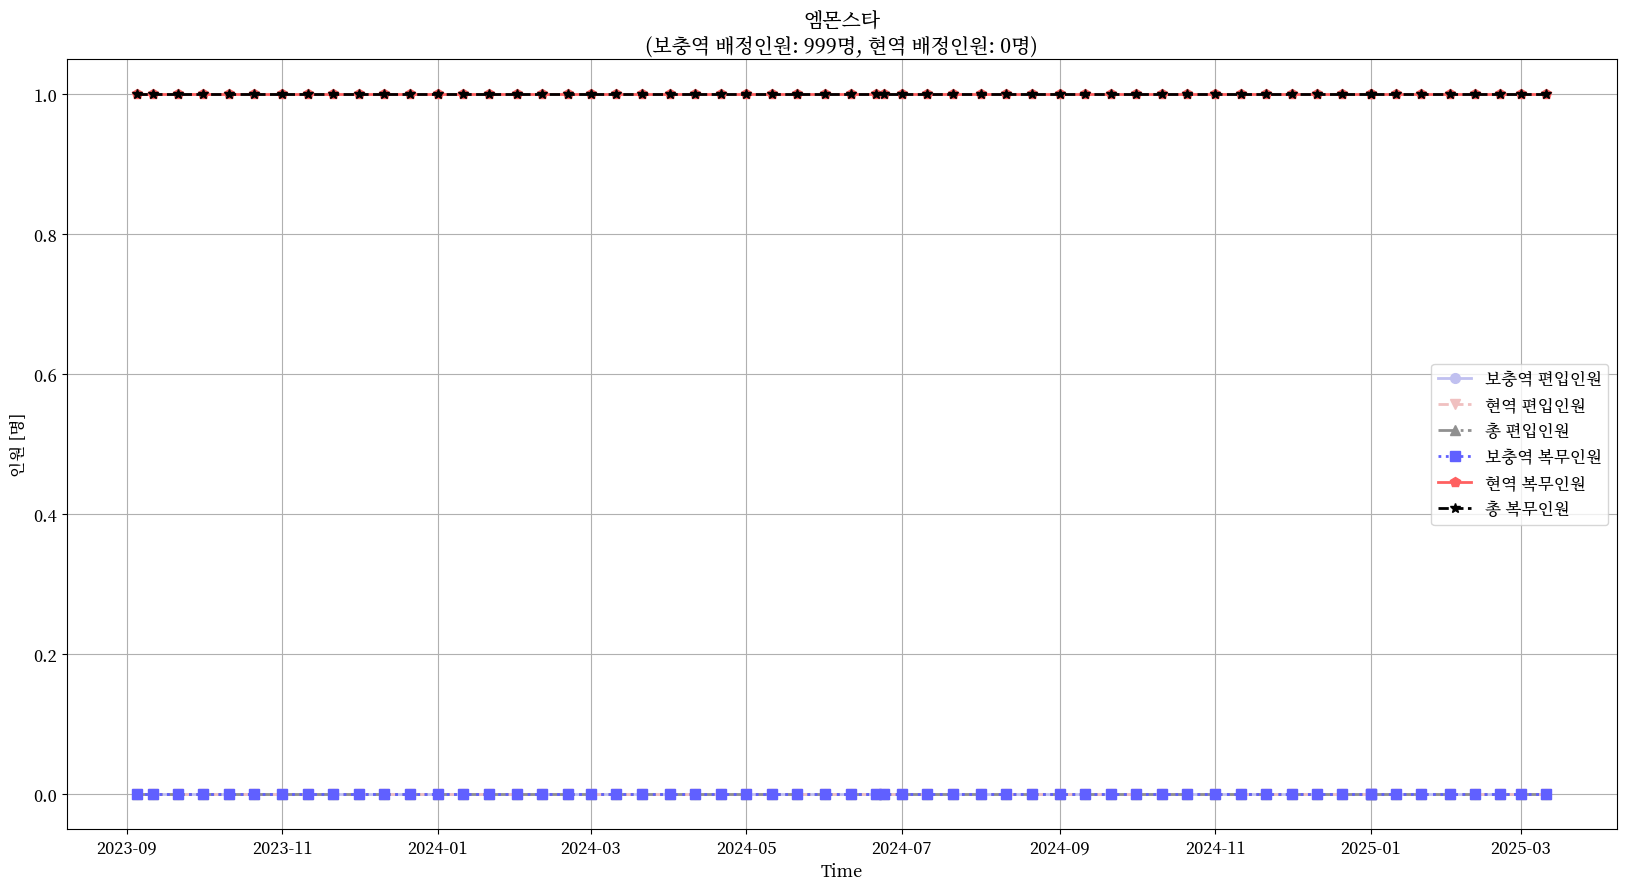 엠몬스타
(보충역 배정인원: 999명, 현역 배정인원: 0명)
1.0
0.8
0.6
0.4
0.2
0.0
인원 [명]
보충역 편입인원
현역 편입인원
총 편입인원
보충역 복무인원
현역 복무인원
총 복무인원
2023-09
2023-11
2024-01
2024-03
2024-05
2024-07
2024-09
2024-11
2025-01
2025-03
Time